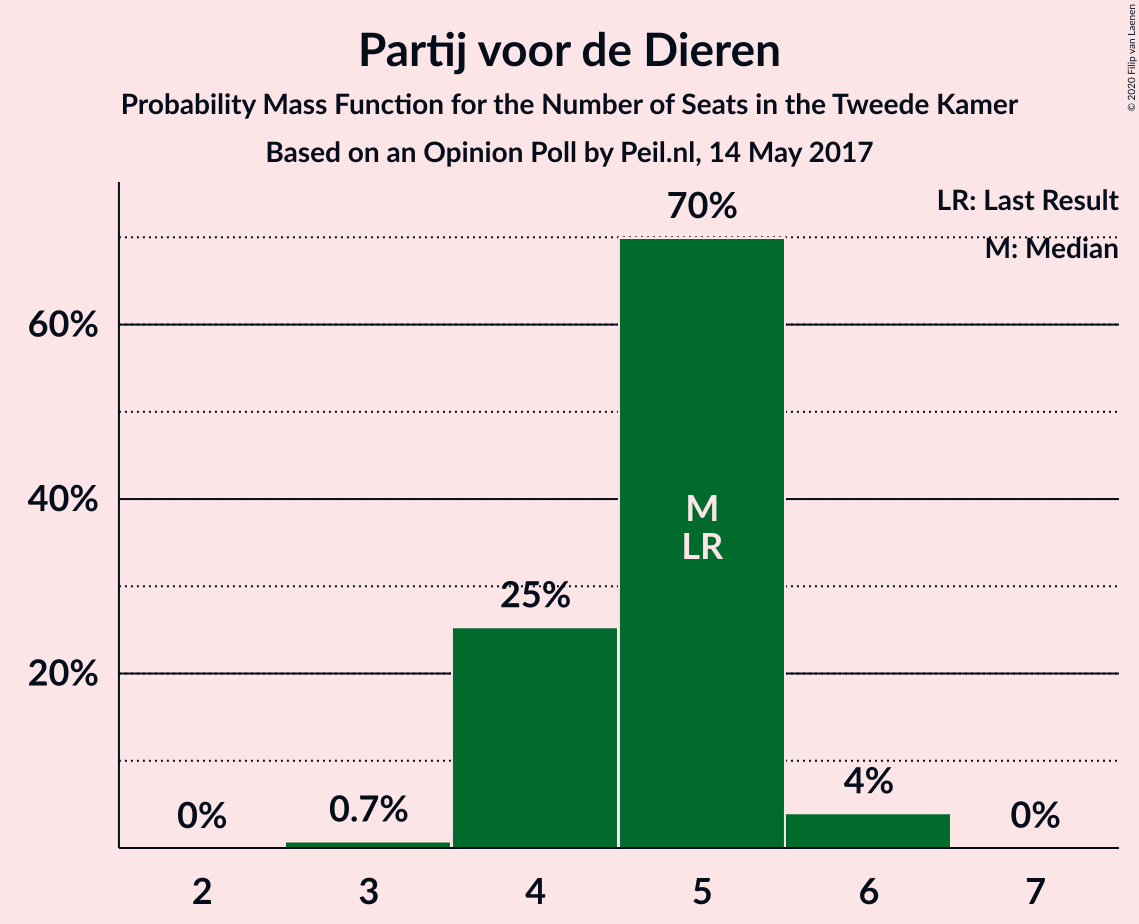 Partij voor de Dieren
Probability Mass Function for the Number of Seats in the Tweede Kamer
Based on an Opinion Poll by Peil.nl, 14 May 2017
© 2020 Filip van Laenen
LR: Last Result
M: Median
70%
60%
40%
20%
M
LR
25%
0%
0.7%
4%
0%
2 3 4 5 6 7